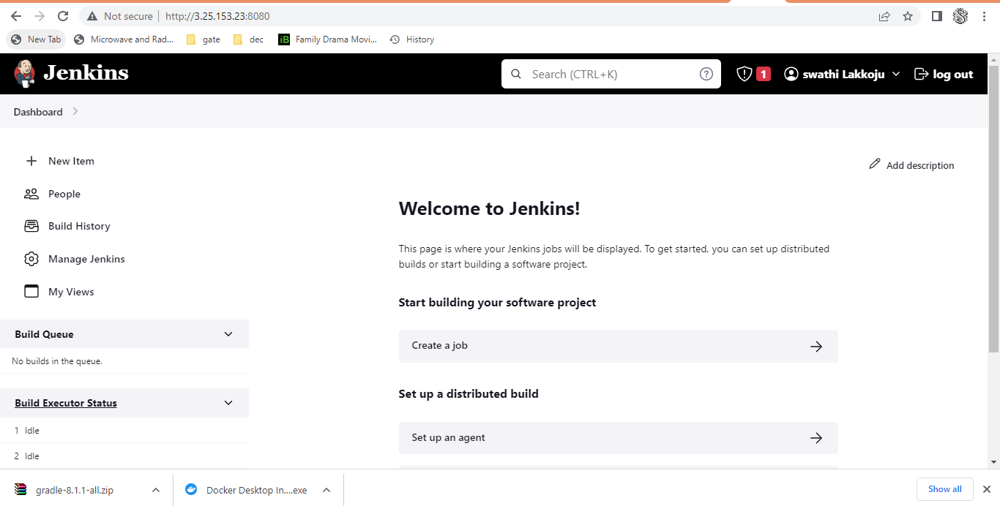 Not secure http://3.25.153.23:8080
New Tab Microwave and Rad... gate dec iB Family Drama Movi... History
Jenkins Search (CTRL+K) ? 1 swathi Lakkoju log out
Dashboard
New Item
Add description
People
Build History
Manage Jenkins
My Views
Welcome to Jenkins!
This page is where your Jenkins jobs will be displayed. To get started, you can set up distributed
builds or start building a software project.
Start building your software project
Create a job
Set up a distributed build
Set up an agent
Build Queue
No builds in the queue.
Build Executor Status
1 Idle
2 Idle
gradle-8.1.1-all.zip Docker Desktop In....exe Show all